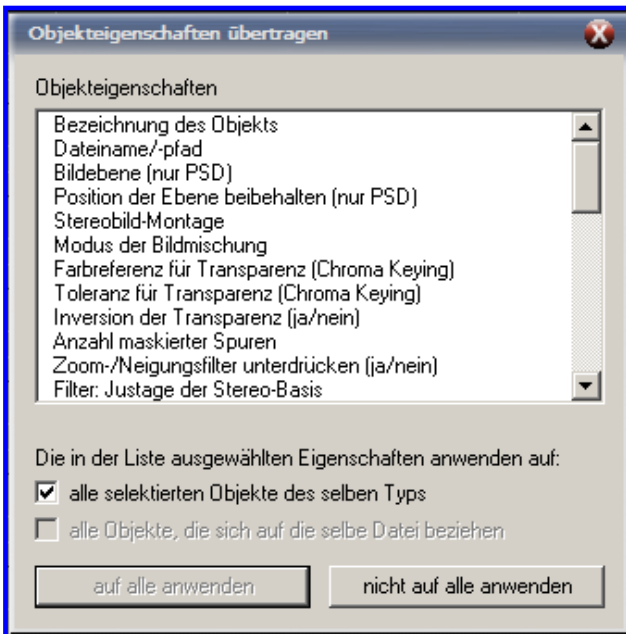 Objekteigenschaften übertragen
Objekteigenschaften
Bezeichnung des Objekts
Dateiname/-pfad
Bildebene (nur PSD)
Position der Ebene beibehalten (nur PSD)
Stereobild-Montage
Modus der Bildmischung
Farbreferenz für Transparenz (Chroma Keying)
Toleranz für Transparenz (Chroma Keying)
Inversion der Transparenz (ja/nein)
Anzahl maskierter Spuren
Zoom-/Neigungsfilter unterdrücken (ja/nein)
Filter: Justage der Stereo-Basis
Die in der Liste ausgewählten Eigenschaften anwenden auf:
alle selektierten Objekte des selben Typs
alle Objekte, die sich auf die selbe Datei beziehen
auf alle anwenden
nicht auf alle anwenden